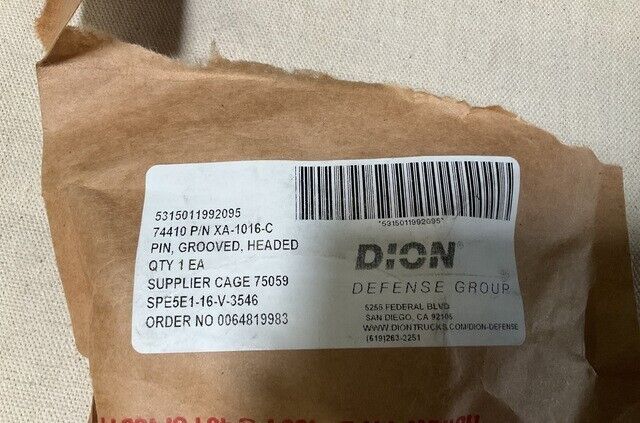 5315011992095
74410 P/N XA-1016-C
PIN, GROOVED, HEADED
QTY 1 EA
SUPPLIER CAGE 75059
SPE5E1-16-V-3546
ORDER NO 0064819983
*5315011992095*
DION
DEFENSE GROUP
5255 FEDERAL BLVD
SAN DIEGO, CA 92105
WWW.DIONTRUCKS.COM/DION-DEFENSE
(619)263-2251